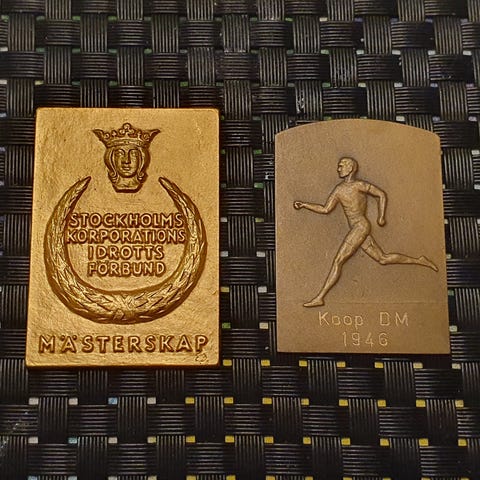 STOCKHOLMS
KORPORATIONS
IDROTTS
FÖRBUND
MÄSTERSKAP
Koop DM
1946